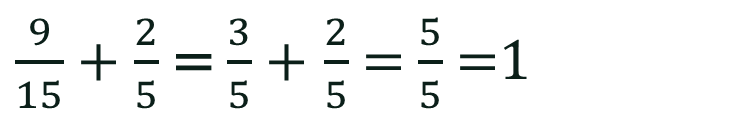 9/15 + 2/5 = 3/5 + 2/5 = 5/5 = 1